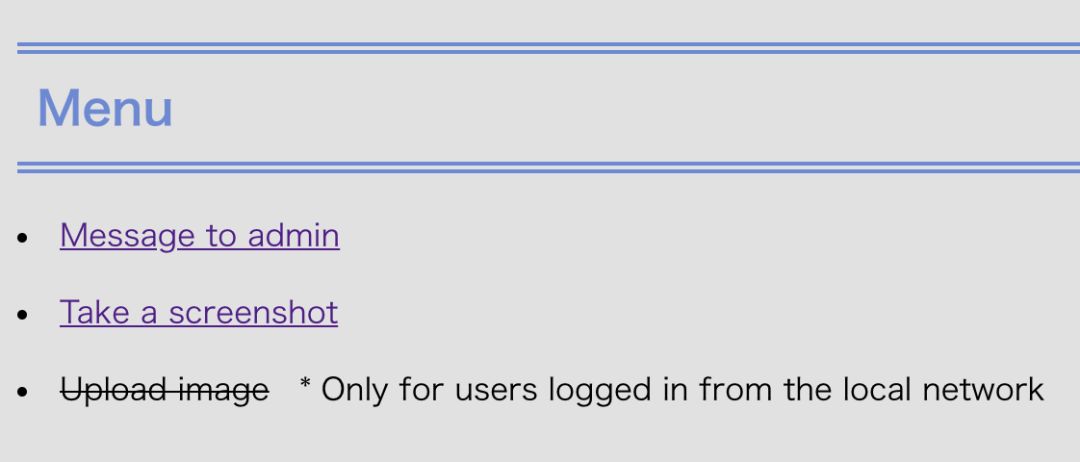 Menu
Message to admin
Take a screenshot
Upload image * Only for users logged in from the local network